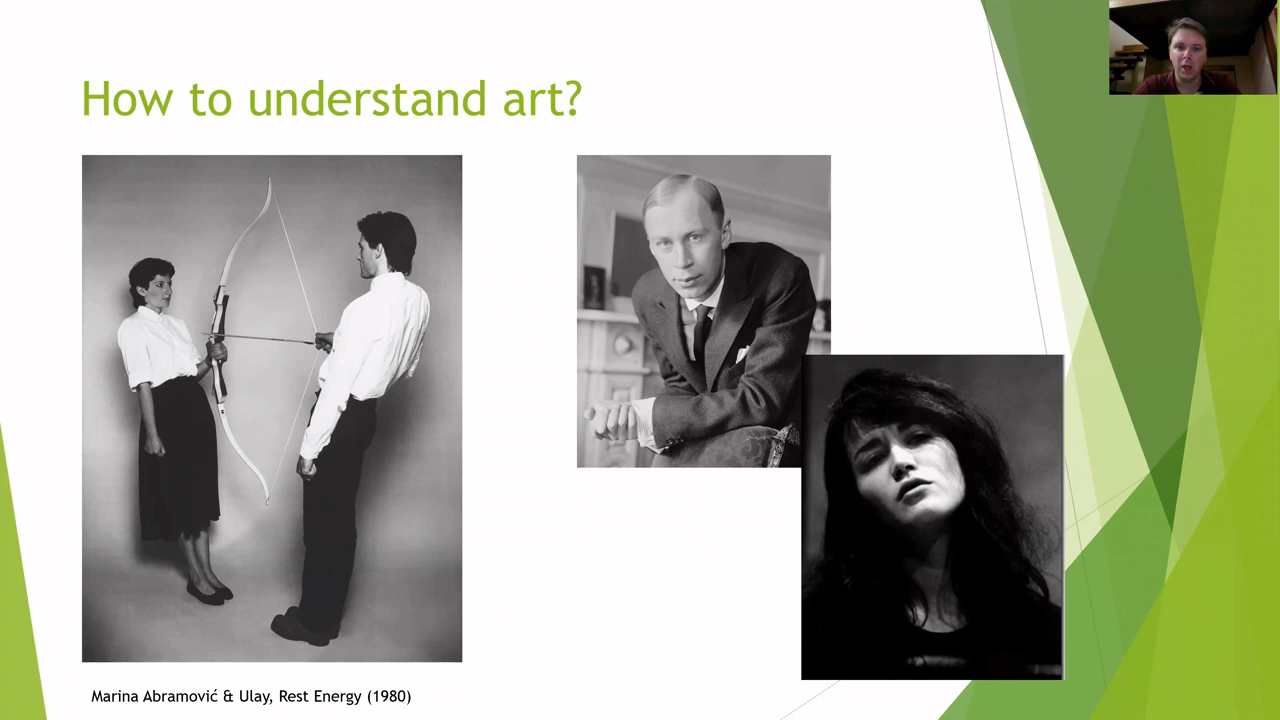 How to understand art?
Marina Abramović & Ulay, Rest Energy (1980)